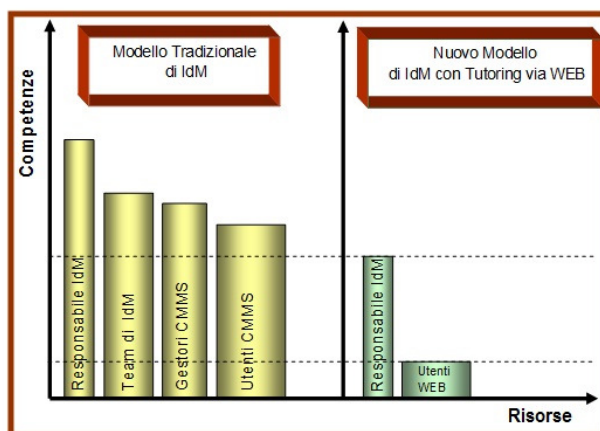 Modello Tradizionale
di IdM
Nuovo Modello
di IdM con Tutoring via WEB
Competenze
Responsabile IdM
Team di IdM
Gestori CMMS
Utenti CMMS
Responsabile IdM
Utenti
WEB
Risorse